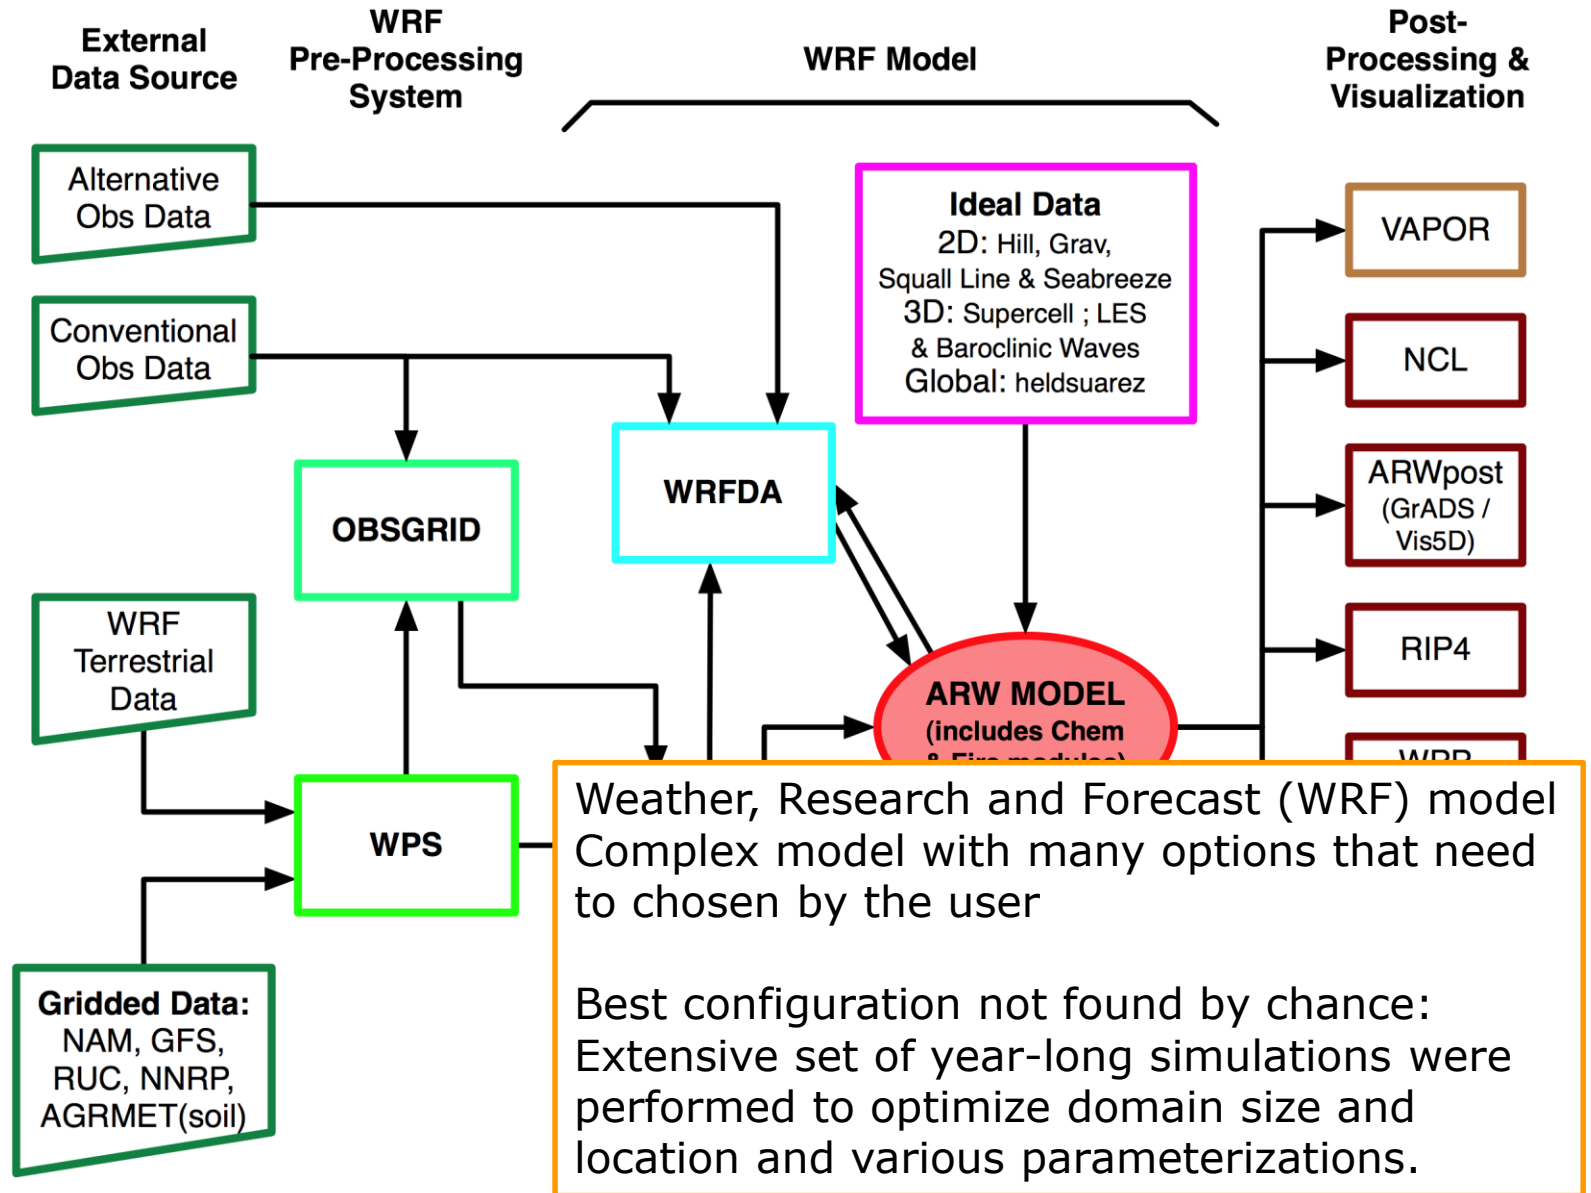 External
Data Source
WRF
Pre-Processing
System
WRF Model
Post-
Processing &
Visualization
Alternative
Obs Data
Conventional
Obs Data
WRF
Terrestrial
Data
Gridded Data:
NAM, GFS,
RUC, NNRP,
AGRMET(soil)
OBSGRID
WPS
WRFDA
Ideal Data
2D: Hill, Grav,
Squall Line & Seabreeze
3D: Supercell ; LES
& Baroclinic Waves
Global: heldsuarez
ARW MODEL
(includes Chem
& Fire modules)
VAPOR
NCL
ARWpost
(GrADS /
Vis5D)
RIP4
Weather, Research and Forecast (WRF) model
Complex model with many options that need
to chosen by the user
Best configuration not found by chance:
Extensive set of year-long simulations were
performed to optimize domain size and
location and various parameterizations.